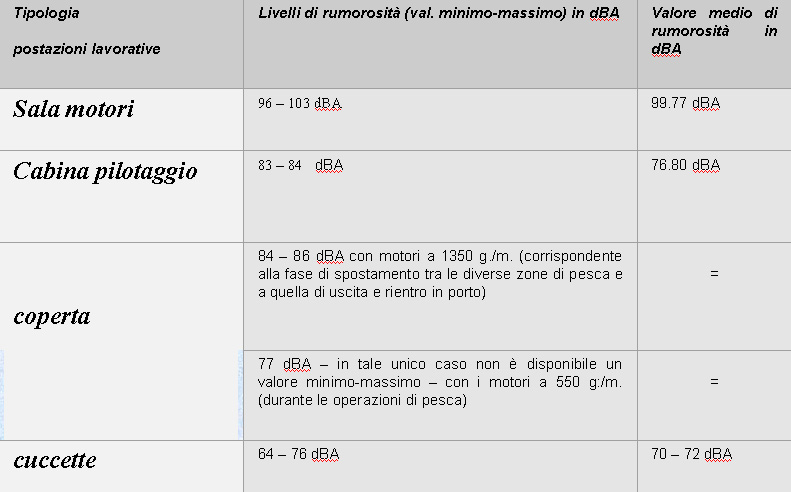 Tipologia
postazioni lavorative
Livelli di rumorosità (val. minimo-massimo) in dBA
Valore medio di
rumorosità in
dBA
Sala motori
96 – 103 dBA
99.77 dBA
Cabina pilotaggio
83 – 84 dBA
76.80 dBA
coperta
84 – 86 dBA con motori a 1350 g./m. (corrispondente
alla fase di spostamento tra le diverse zone di pesca e
a quella di uscita e rientro in porto)
=
77 dBA – in tale unico caso non è disponibile un
valore minimo-massimo – con i motori a 550 g:/m.
(durante le operazioni di pesca)
=
cuccette
64 – 76 dBA
70 – 72 dBA